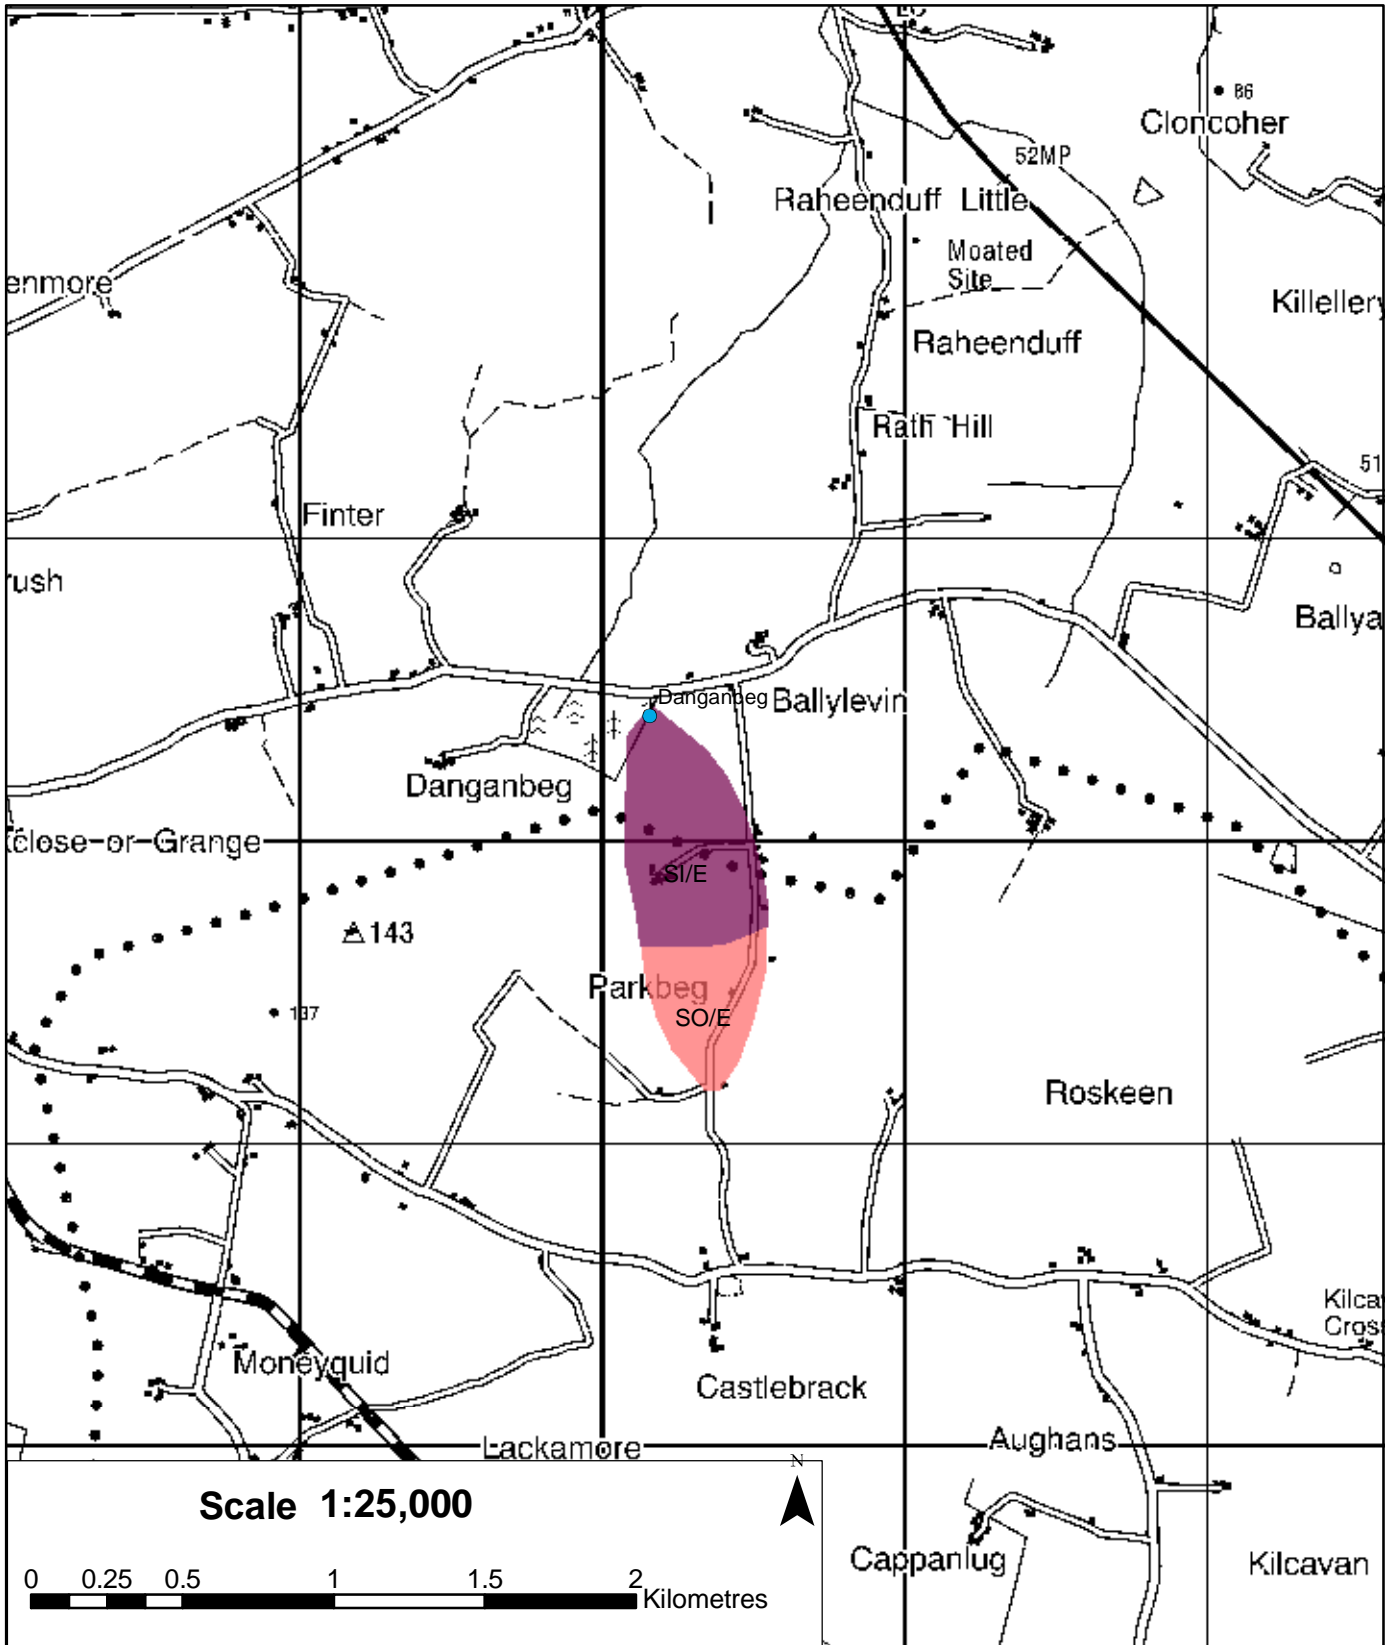 86
Cloncoher
52MP
Raheenduff Little
Moated
Site
enmore
Killellery
Raheenduff
Rath Hill
51
Finter
rush
Ballya
Danganbeg
Ballylevin
Danganbeg
close or Grange
SI/E
143
Parkbeg
137
SO/E
Roskeen
Kilca
Cros
Moneyquid
Castlebrack
Aughans
Lackamore
N
Scale 1:25,000
Cappanlug
Kilcavan
0 0.25 0.5 1 1.5 2
Kilometres